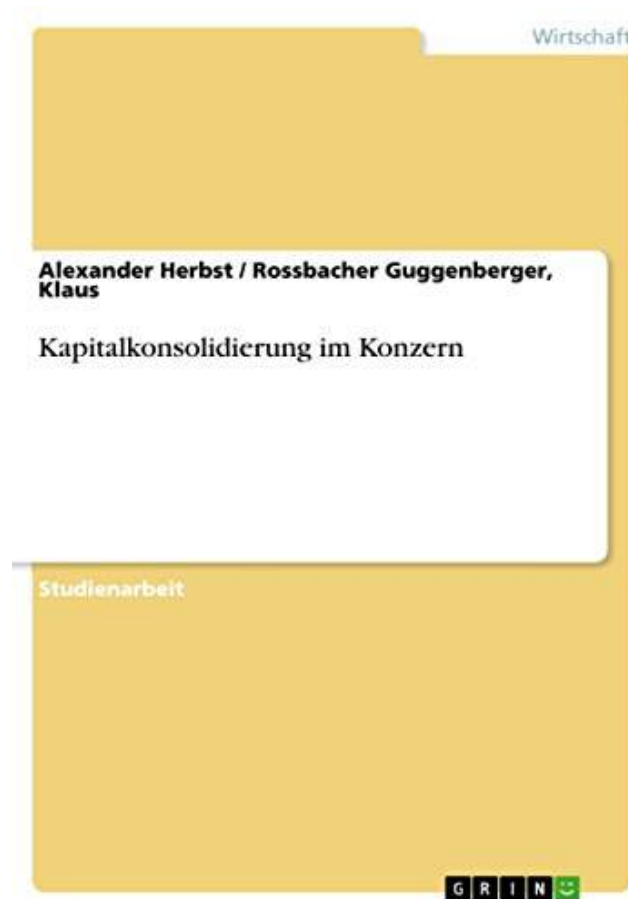 Wirtschaft
Alexander Herbst / Rossbacher Guggenberger,
Klaus
Kapitalkonsolidierung im Konzern
Studienarbeit
GRIN